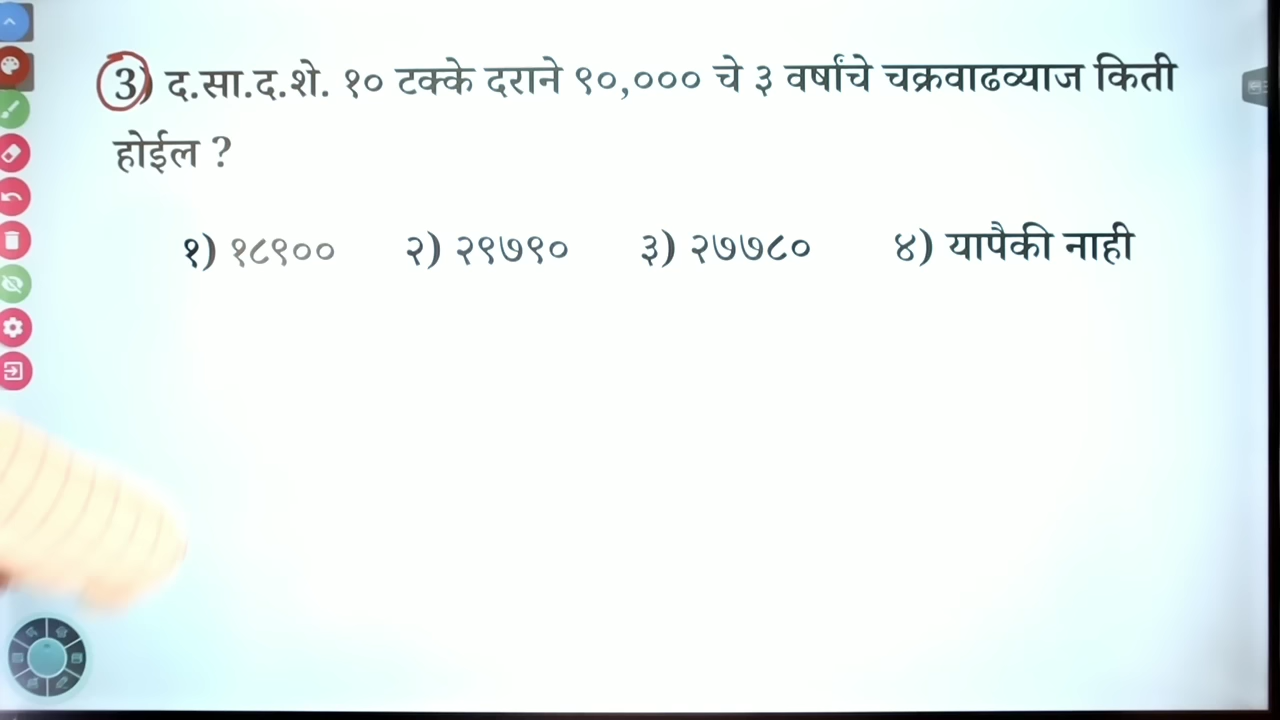 3) द.सा.द.शे. १० टक्के दराने ९०,००० चे ३ वर्षांचे चक्रवाढव्याज किती
होईल ?
१) १८९०० २) २९७९० ३) २७७८० ४) यापैकी नाही